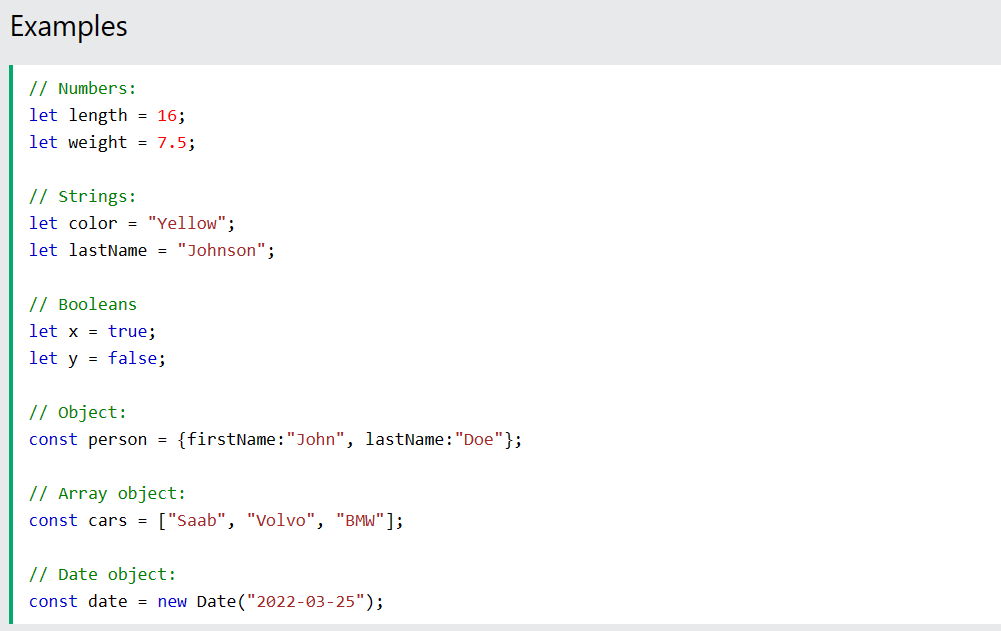 Examples
// Numbers:
let length = 16;
let weight = 7.5;
// Strings:
let color = "Yellow";
let lastName = "Johnson";
// Booleans
let x = true;
let y = false;
// Object:
const person = {firstName:"John", lastName:"Doe"};
// Array object:
const cars = ["Saab", "Volvo", "BMW"];
// Date object:
const date = new Date("2022-03-25");